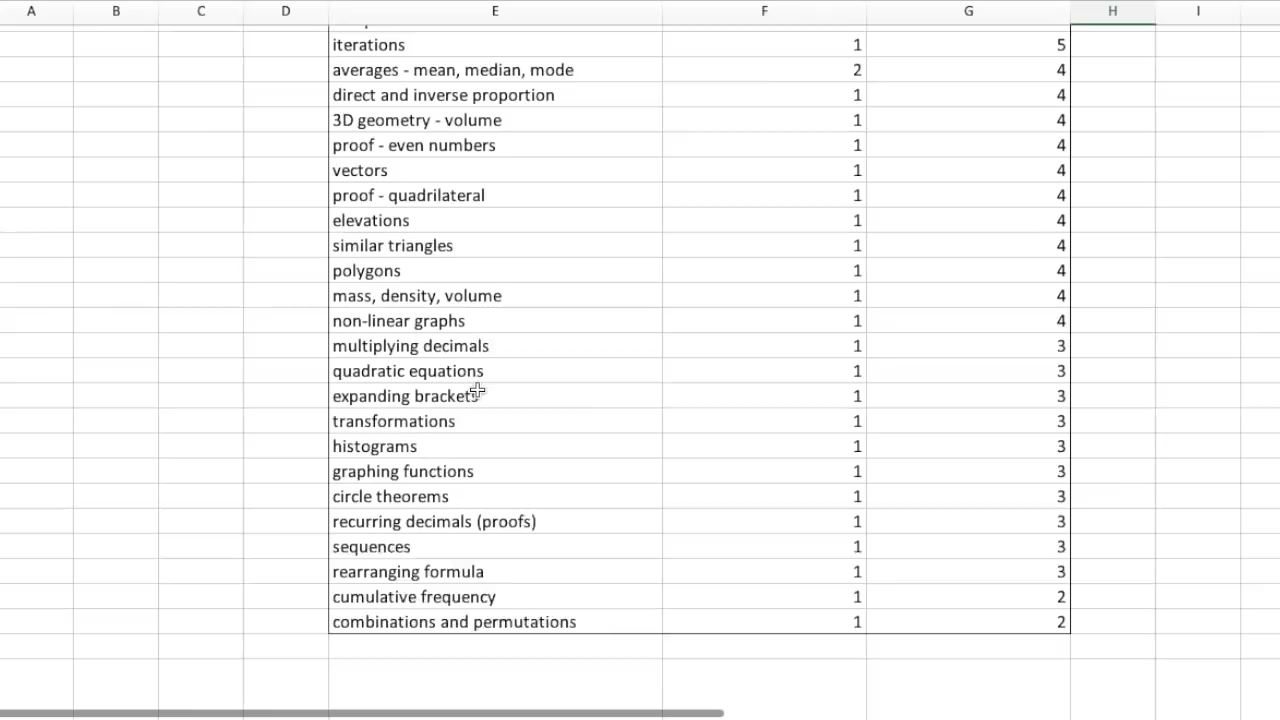 A B C D E F G H I
iterations 1 5
averages - mean, median, mode 2 4
direct and inverse proportion 1 4
3D geometry - volume 1 4
proof - even numbers 1 4
vectors 1 4
proof - quadrilateral 1 4
elevations 1 4
similar triangles 1 4
polygons 1 4
mass, density, volume 1 4
non-linear graphs 1 4
multiplying decimals 1 3
quadratic equations 1 3
expanding brackets 1 3
transformations 1 3
histograms 1 3
graphing functions 1 3
circle theorems 1 3
recurring decimals (proofs) 1 3
sequences 1 3
rearranging formula 1 3
cumulative frequency 1 2
combinations and permutations 1 2